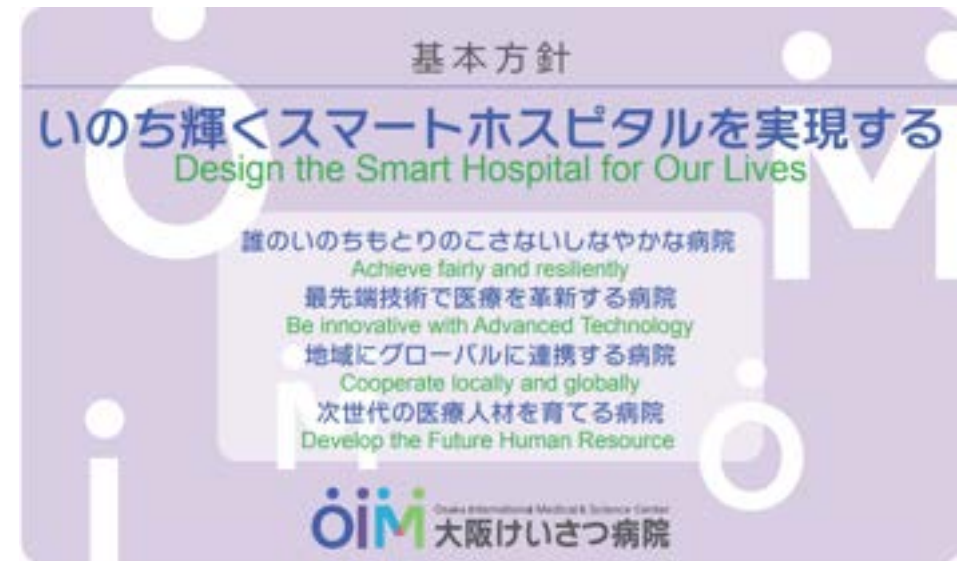 基本方針
いのち輝くスマートホスピタルを実現する
Design the Smart Hospital for Our Lives
誰のいのちもとりのこさないしなやかな病院
Achieve fairly and resiliently
最先端技術で医療を革新する病院
Be innovative with Advanced Technology
地域にグローバルに連携する病院
Cooperate locally and globally
次世代の医療人材を育てる病院
Develop the Future Human Resource
OIM
Osaka International Medical & Science Center
大阪けいさつ病院